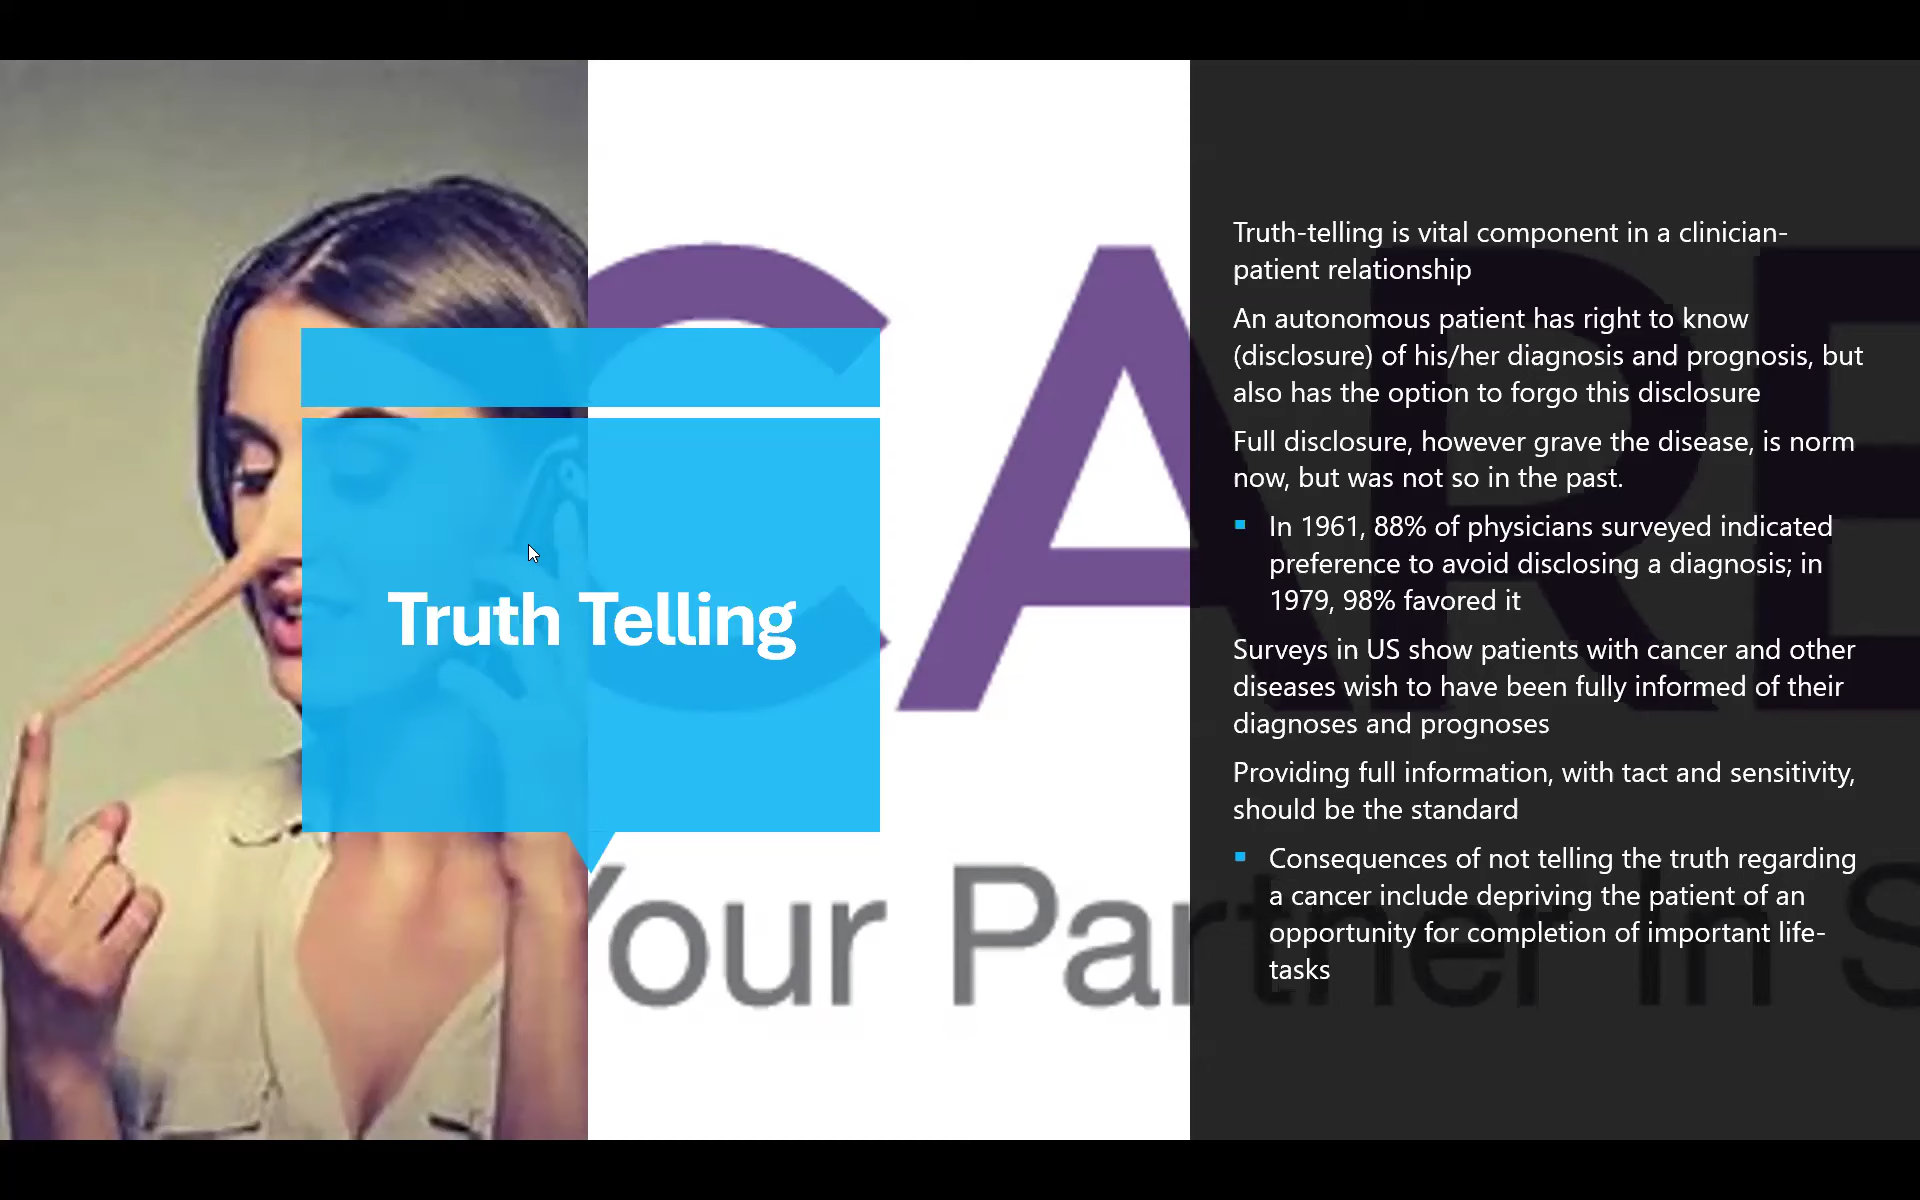 CARE
Your Partner In S
Truth Telling
Truth-telling is vital component in a clinician-
patient relationship
An autonomous patient has right to know
(disclosure) of his/her diagnosis and prognosis, but
also has the option to forgo this disclosure
Full disclosure, however grave the disease, is norm
now, but was not so in the past.
In 1961, 88% of physicians surveyed indicated
preference to avoid disclosing a diagnosis; in
1979, 98% favored it
Surveys in US show patients with cancer and other
diseases wish to have been fully informed of their
diagnoses and prognoses
Providing full information, with tact and sensitivity,
should be the standard
Consequences of not telling the truth regarding
a cancer include depriving the patient of an
opportunity for completion of important life-
tasks